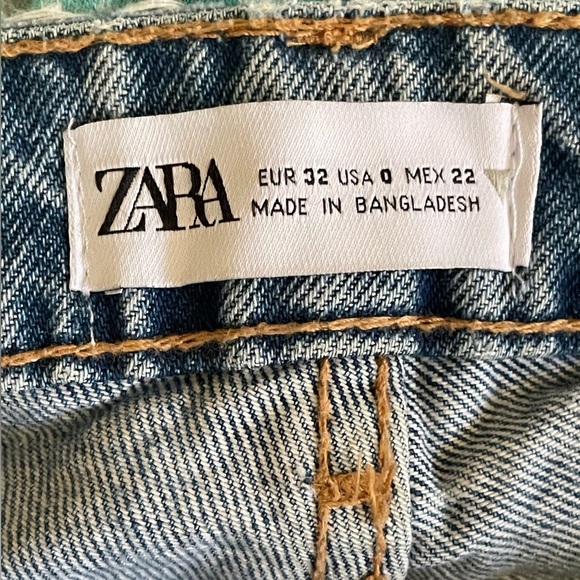 ZARA
EUR 32 USA 0 MEX 22
MADE IN BANGLADESH